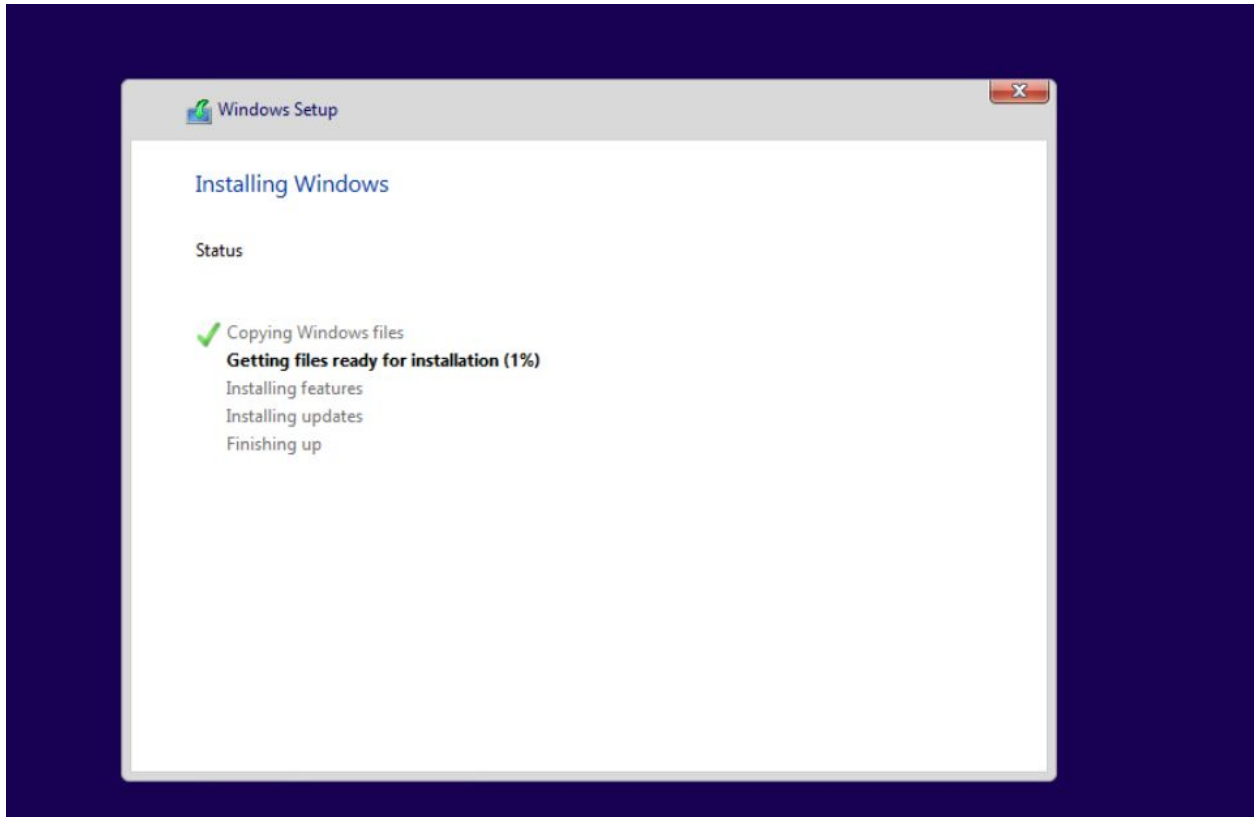 Windows Setup
Installing Windows
Status
Copying Windows files
Getting files ready for installation (1%)
Installing features
Installing updates
Finishing up